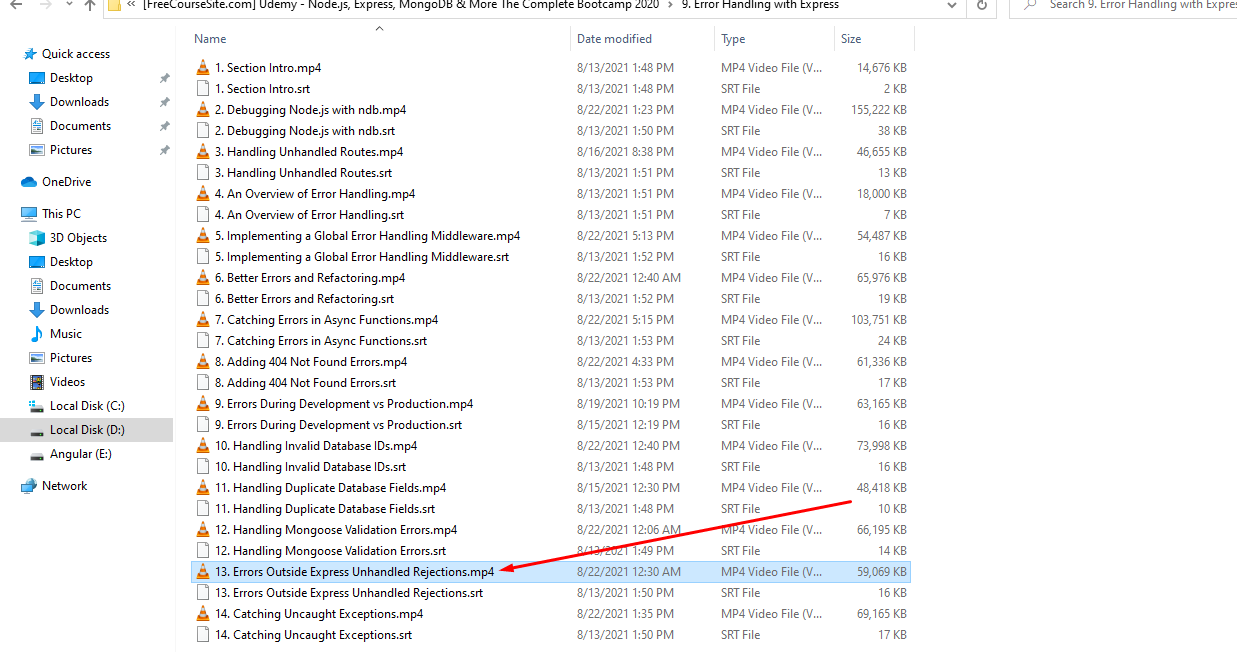 « [FreeCourseSite.com] Udemy - Node.js, Express, MongoDB & More The Complete Bootcamp 2020 > 9. Error Handling with Express
Search 9. Error Handling with Expre
Name Date modified Type Size
Quick access
Desktop
Downloads
Documents
Pictures
OneDrive
This PC
3D Objects
Desktop
Documents
Downloads
Music
Pictures
Videos
Local Disk (C:)
Local Disk (D:)
Angular (E:)
Network
1. Section Intro.mp4 8/13/2021 1:48 PM MP4 Video File (V... 14,676 KB
1. Section Intro.srt 8/13/2021 1:48 PM SRT File 2 KB
2. Debugging Node.js with ndb.mp4 8/22/2021 1:23 PM MP4 Video File (V... 155,222 KB
2. Debugging Node.js with ndb.srt 8/13/2021 1:50 PM SRT File 38 KB
3. Handling Unhandled Routes.mp4 8/16/2021 8:38 PM MP4 Video File (V... 46,655 KB
3. Handling Unhandled Routes.srt 8/13/2021 1:51 PM SRT File 13 KB
4. An Overview of Error Handling.mp4 8/13/2021 1:51 PM MP4 Video File (V... 18,000 KB
4. An Overview of Error Handling.srt 8/13/2021 1:51 PM SRT File 7 KB
5. Implementing a Global Error Handling Middleware.mp4 8/22/2021 5:13 PM MP4 Video File (V... 54,487 KB
5. Implementing a Global Error Handling Middleware.srt 8/13/2021 1:52 PM SRT File 16 KB
6. Better Errors and Refactoring.mp4 8/22/2021 12:40 AM MP4 Video File (V... 65,976 KB
6. Better Errors and Refactoring.srt 8/13/2021 1:52 PM SRT File 19 KB
7. Catching Errors in Async Functions.mp4 8/22/2021 5:15 PM MP4 Video File (V... 103,751 KB
7. Catching Errors in Async Functions.srt 8/13/2021 1:53 PM SRT File 24 KB
8. Adding 404 Not Found Errors.mp4 8/22/2021 4:33 PM MP4 Video File (V... 61,336 KB
8. Adding 404 Not Found Errors.srt 8/13/2021 1:53 PM SRT File 17 KB
9. Errors During Development vs Production.mp4 8/19/2021 10:19 PM MP4 Video File (V... 63,165 KB
9. Errors During Development vs Production.srt 8/15/2021 12:19 PM SRT File 16 KB
10. Handling Invalid Database IDs.mp4 8/22/2021 12:40 PM MP4 Video File (V... 73,998 KB
10. Handling Invalid Database IDs.srt 8/13/2021 1:48 PM SRT File 16 KB
11. Handling Duplicate Database Fields.mp4 8/15/2021 12:30 PM MP4 Video File (V... 48,418 KB
11. Handling Duplicate Database Fields.srt 8/13/2021 1:48 PM SRT File 10 KB
12. Handling Mongoose Validation Errors.mp4 8/22/2021 12:06 AM MP4 Video File (V... 66,195 KB
12. Handling Mongoose Validation Errors.srt 8/13/2021 1:49 PM SRT File 14 KB
13. Errors Outside Express Unhandled Rejections.mp4 8/22/2021 12:30 AM MP4 Video File (V... 59,069 KB
13. Errors Outside Express Unhandled Rejections.srt 8/13/2021 1:50 PM SRT File 16 KB
14. Catching Uncaught Exceptions.mp4 8/22/2021 1:35 PM MP4 Video File (V... 69,165 KB
14. Catching Uncaught Exceptions.srt 8/13/2021 1:50 PM SRT File 17 KB